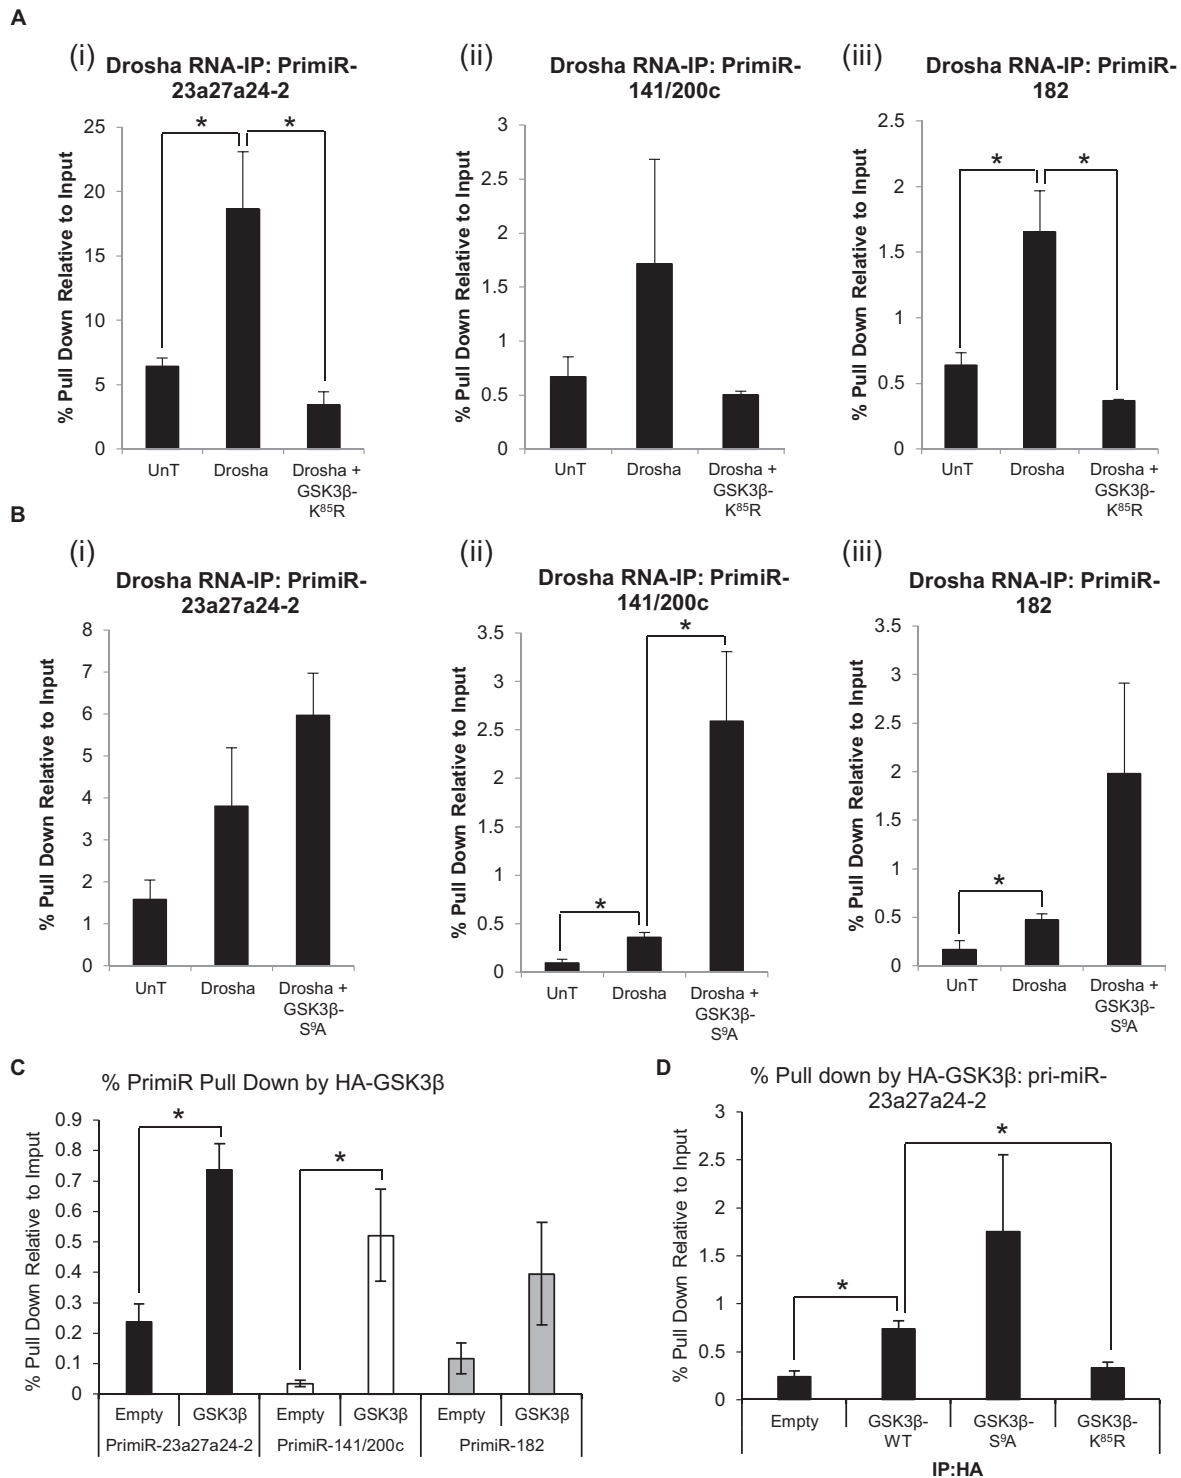 A
(i)
Drosha RNA-IP: PrimiR-
23a27a24-2
% Pull Down Relative to Input
25
20
15
10
5
0
*
*
UnT
Drosha
Drosha +
GSK3β-
K⁸⁵R
(ii)
Drosha RNA-IP: PrimiR-
141/200c
% Pull Down Relative to Input
3
2.5
2
1.5
1
0.5
0
UnT
Drosha
Drosha +
GSK3β-
K⁸⁵R
(iii)
Drosha RNA-IP: PrimiR-
182
% Pull Down Relative to Input
2.5
2
1.5
1
0.5
0
*
*
UnT
Drosha
Drosha +
GSK3β-
K⁸⁵R
B
(i)
Drosha RNA-IP: PrimiR-
23a27a24-2
% Pull Down Relative to Input
8
7
6
5
4
3
2
1
0
UnT
Drosha
Drosha +
GSK3β-
S⁹A
(ii)
Drosha RNA-IP: PrimiR-
141/200c
% Pull Down Relative to Input
3.5
3
2.5
2
1.5
1
0.5
0
*
*
UnT
Drosha
Drosha +
GSK3β-
S⁹A
(iii)
Drosha RNA-IP: PrimiR-
182
% Pull Down Relative to Input
3.5
3
2.5
2
1.5
1
0.5
0
*
UnT
Drosha
Drosha +
GSK3β-
S⁹A
C
% PrimiR Pull Down by HA-GSK3β
% Pull Down Relative to Imput
0.9
0.8
0.7
0.6
0.5
0.4
0.3
0.2
0.1
0
*
*
Empty
GSK3β
Empty
GSK3β
Empty
GSK3β
PrimiR-23a27a24-2
PrimiR-141/200c
PrimiR-182
D
% Pull down by HA-GSK3β: pri-miR-
23a27a24-2
% Pull Down Relative to Input
3
2.5
2
1.5
1
0.5
0
*
*
Empty
GSK3β-
WT
GSK3β-
S⁹A
GSK3β-
K⁸⁵R
IP:HA